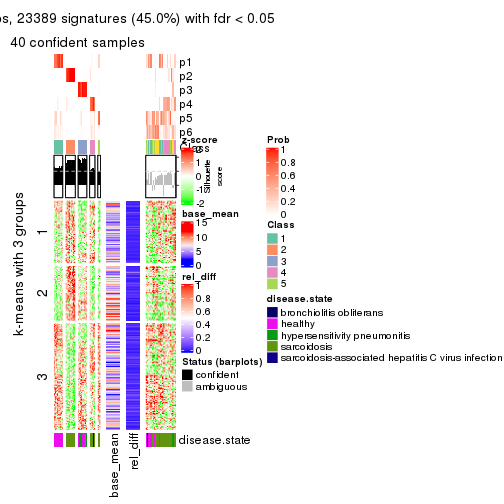 os, 23389 signatures (45.0%) with fdr < 0.05
40 confident samples
p1
p2
p3
p4
p5
p6
Class
Silhouette
score
k-means with 3 groups
1
2
3
base_mean
rel_diff
disease.state
z-score
2
1
0
-1
-2
base_mean
15
10
5
0
rel_diff
1
0.8
0.6
0.4
0.2
0
Status (barplots)
confident
ambiguous
Prob
1
0.8
0.6
0.4
0.2
0
Class
1
2
3
4
5
disease.state
bronchiolitis obliterans
healthy
hypersensitivity pneumonitis
sarcoidosis
sarcoidosis-associated hepatitis C virus infection